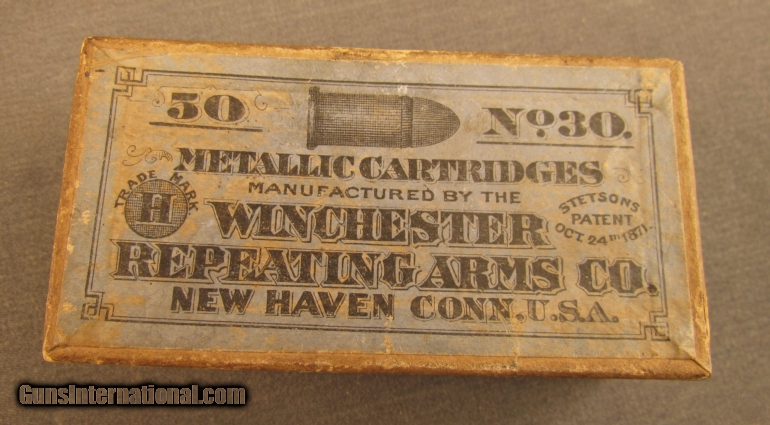 50 No 30.
METALLIC CARTRIDGES
MANUFACTURED BY THE
TRADE MARK
H
WINCHESTER
STETSONS
PATENT
OCT. 24TH 1871.
REPEATING ARMS CO.
NEW HAVEN CONN. U.S.A.
GunsInternational.com